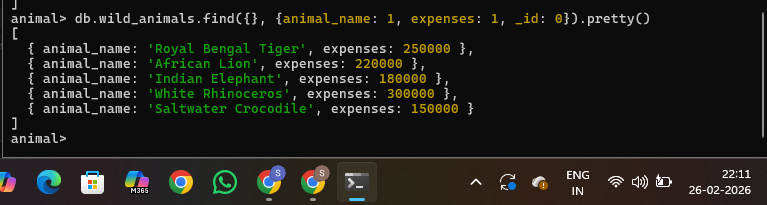 ]
animal> db.wild_animals.find({}, {animal_name: 1, expenses: 1, _id: 0}).pretty()
[
  { animal_name: 'Royal Bengal Tiger', expenses: 250000 },
  { animal_name: 'African Lion', expenses: 220000 },
  { animal_name: 'Indian Elephant', expenses: 180000 },
  { animal_name: 'White Rhinoceros', expenses: 300000 },
  { animal_name: 'Saltwater Crocodile', expenses: 150000 }
]
animal>
M365
S
S
ENG
IN
22:11
26-02-2026